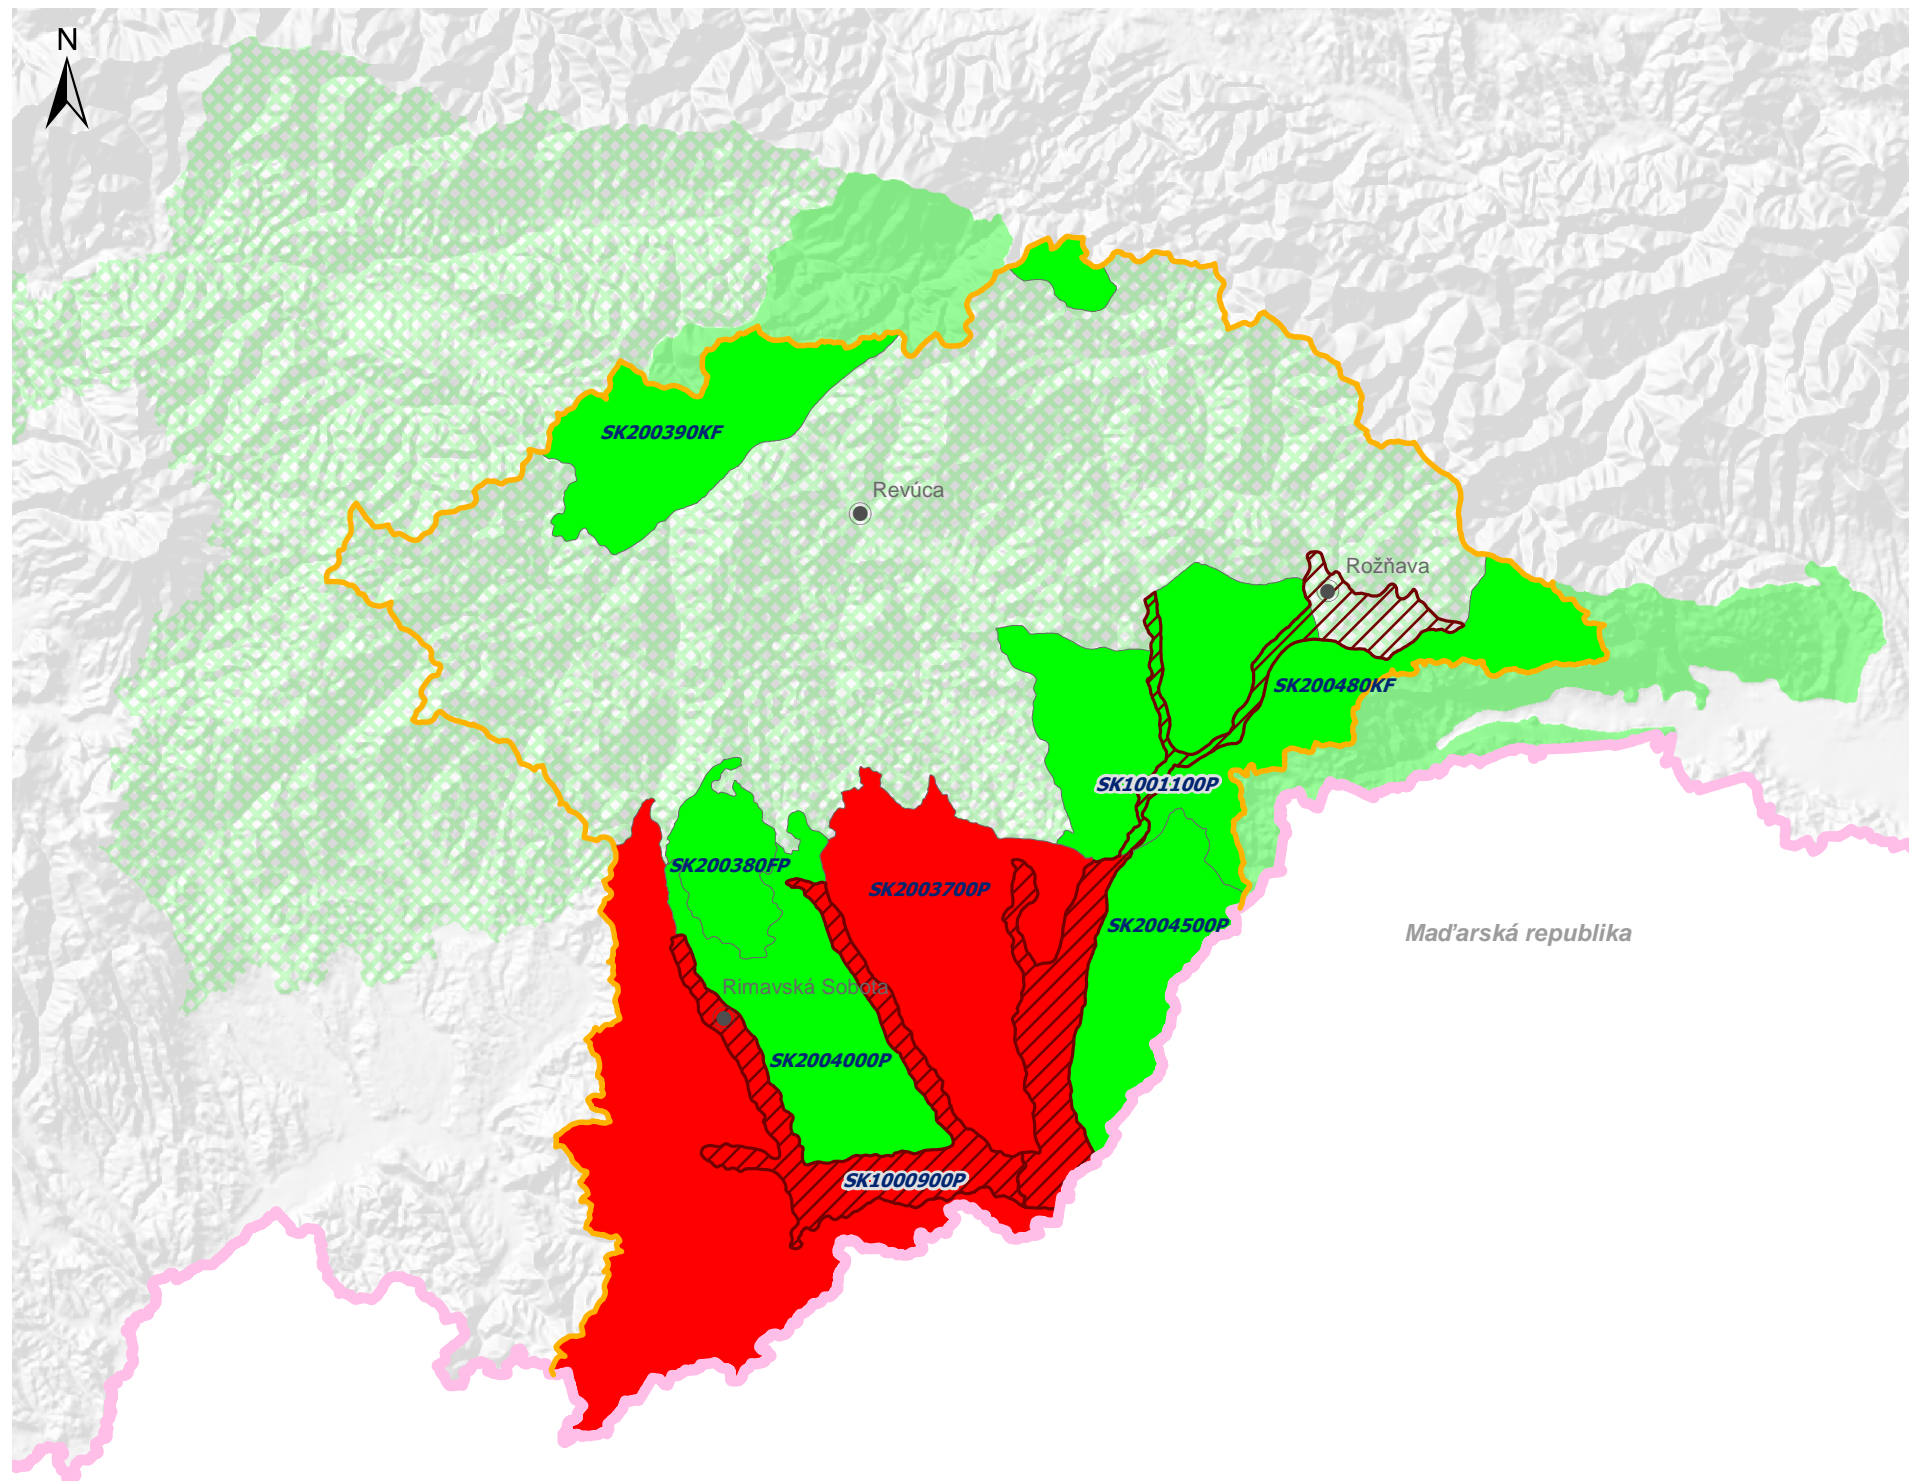 N
SK200390KF
Revúca
Rožňava
SK200480KF
SK1001100P
SK200380FP
SK2003700P
SK2004500P
Maďarská republika
Rimavská Sobota
SK2004000P
SK1000900P